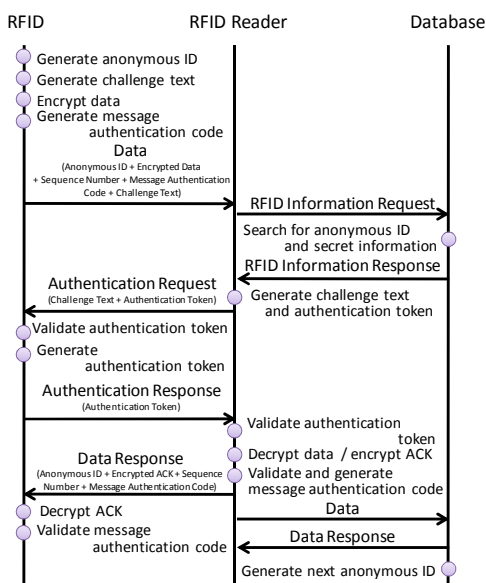 RFID
RFID Reader
Database
Generate anonymous ID
Generate challenge text
Encrypt data
Generate message
authentication code
Data
(Anonymous ID + Encrypted Data
+ Sequence Number + Message Authentication
Code + Challenge Text)
RFID Information Request
Search for anonymous ID
and secret information
RFID Information Response
Authentication Request
(Challenge Text + Authentication Token)
Generate challenge text
and authentication token
Validate authentication token
Generate
authentication token
Authentication Response
(Authentication Token)
Validate authentication
token
Decrypt data / encrypt ACK
Data Response
(Anonymous ID + Encrypted ACK + Sequence
Number + Message Authentication Code)
Validate and generate
message authentication code
Decrypt ACK
Data
Validate message
authentication code
Data Response
Generate next anonymous ID